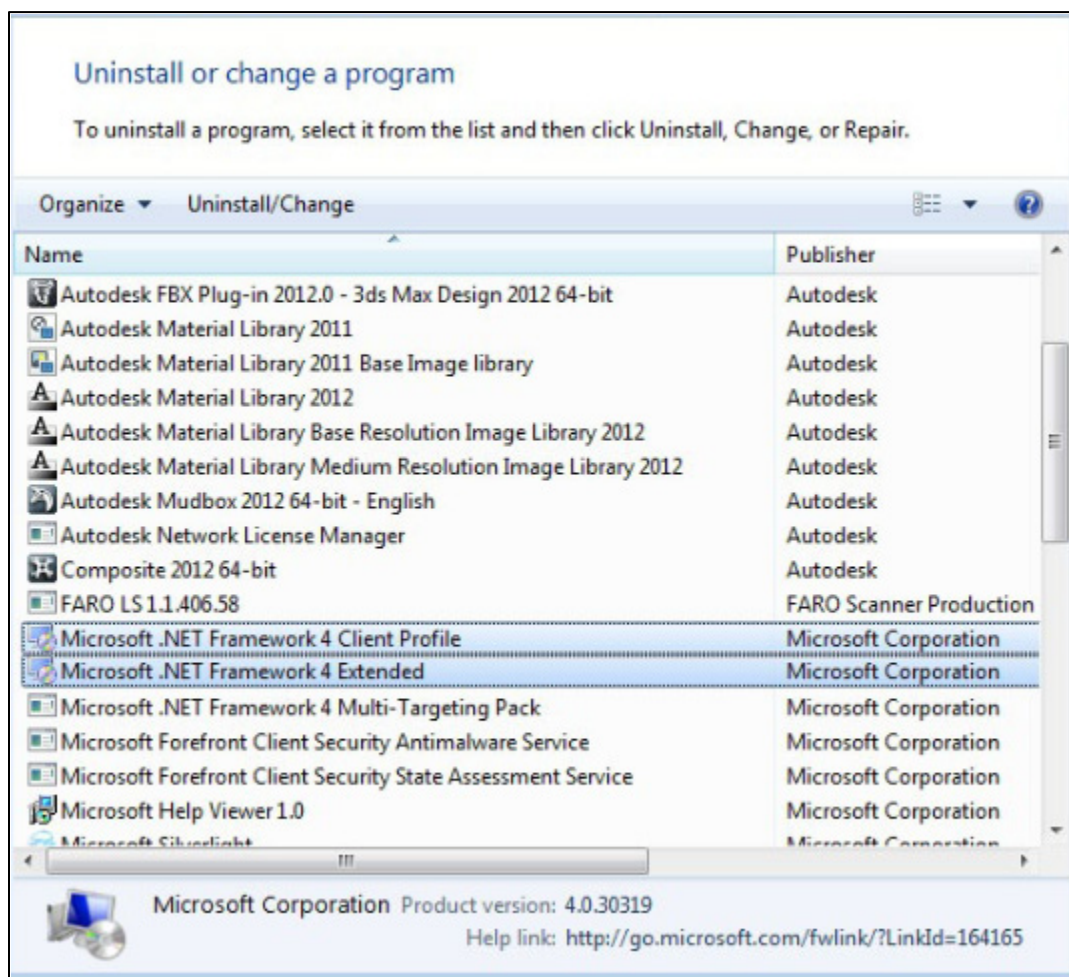 Uninstall or change a program
To uninstall a program, select it from the list and then click Uninstall, Change, or Repair.
Organize Uninstall/Change
Name Publisher
Autodesk FBX Plug-in 2012.0 - 3ds Max Design 2012 64-bit Autodesk
Autodesk Material Library 2011 Autodesk
Autodesk Material Library 2011 Base Image library Autodesk
Autodesk Material Library 2012 Autodesk
Autodesk Material Library Base Resolution Image Library 2012 Autodesk
Autodesk Material Library Medium Resolution Image Library 2012 Autodesk
Autodesk Mudbox 2012 64-bit - English Autodesk
Autodesk Network License Manager Autodesk
Composite 2012 64-bit Autodesk
FARO LS 1.1.406.58 FARO Scanner Production
Microsoft .NET Framework 4 Client Profile Microsoft Corporation
Microsoft .NET Framework 4 Extended Microsoft Corporation
Microsoft .NET Framework 4 Multi-Targeting Pack Microsoft Corporation
Microsoft Forefront Client Security Antimalware Service Microsoft Corporation
Microsoft Forefront Client Security State Assessment Service Microsoft Corporation
Microsoft Help Viewer 1.0 Microsoft Corporation
Microsoft Silverlight Microsoft Corporation
Microsoft Corporation Product version: 4.0.30319
Help link: http://go.microsoft.com/fwlink/?LinkId=164165